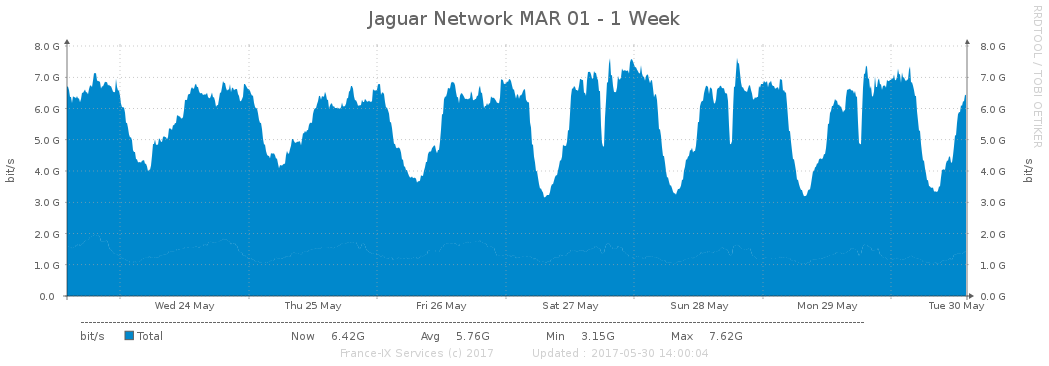 Jaguar Network MAR 01 - 1 Week
RRDTOOL / TOBI OETIKER
bit/s
bit/s
8.0 G 8.0 G
7.0 G 7.0 G
6.0 G 6.0 G
5.0 G 5.0 G
4.0 G 4.0 G
3.0 G 3.0 G
2.0 G 2.0 G
1.0 G 1.0 G
0.0 0.0 G
Wed 24 May Thu 25 May Fri 26 May Sat 27 May Sun 28 May Mon 29 May Tue 30 May
bit/s Total Now 6.42G Avg 5.76G Min 3.15G Max 7.62G
France-IX Services (c) 2017 Updated : 2017-05-30 14:00:04